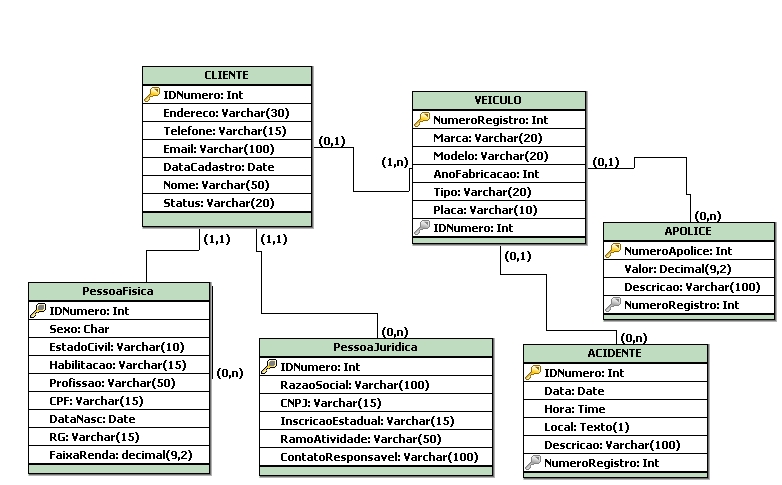 CLIENTE
IDNumero: Int
Endereco: Varchar(30)
Telefone: Varchar(15)
Email: Varchar(100)
DataCadastro: Date
Nome: Varchar(50)
Status: Varchar(20)
(0,1)
(1,n)
(1,1)
(1,1)
VEICULO
NumeroRegistro: Int
Marca: Varchar(20)
Modelo: Varchar(20)
AnoFabricacao: Int
Tipo: Varchar(20)
Placa: Varchar(10)
IDNumero: Int
(0,1)
(0,n)
(0,1)
(0,n)
APOLICE
NumeroApolice: Int
Valor: Decimal(9,2)
Descricao: Varchar(100)
NumeroRegistro: Int
PessoaFisica
IDNumero: Int
Sexo: Char
EstadoCivil: Varchar(10)
Habilitacao: Varchar(15)
Profissao: Varchar(50)
CPF: Varchar(15)
DataNasc: Date
RG: Varchar(15)
FaixaRenda: decimal(9,2)
(0,n)
(0,n)
PessoaJuridica
IDNumero: Int
RazaoSocial: Varchar(100)
CNPJ: Varchar(15)
InscricaoEstadual: Varchar(15)
RamoAtividade: Varchar(50)
ContatoResponsavel: Varchar(100)
ACIDENTE
IDNumero: Int
Data: Date
Hora: Time
Local: Texto(1)
Descricao: Varchar(100)
NumeroRegistro: Int